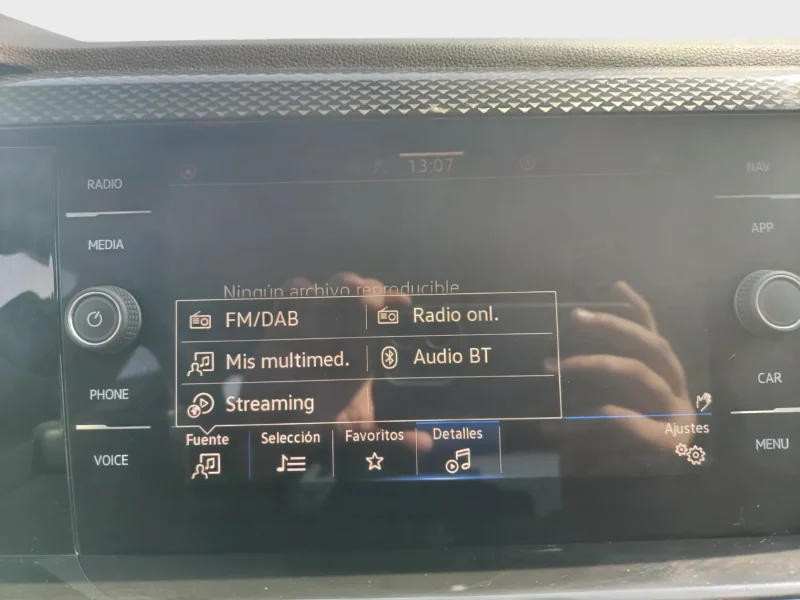 13:07
RADIO
NAV
MEDIA
APP
Ningún archivo reproducible
FM/DAB
Radio onl.
Mis multimed.
Audio BT
Streaming
PHONE
CAR
VOICE
MENU
Fuente
Selección
Favoritos
Detalles
Ajustes